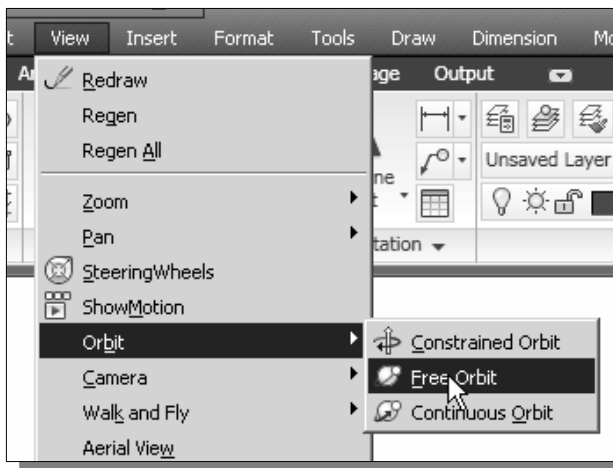 View Insert Format Tools Draw Dimension
Output
Redraw
Regen
Regen All
Unsaved Layer
Zoom
Pan
SteeringWheels
ShowMotion
Orbit
Constrained Orbit
Camera
Free Orbit
Walk and Fly
Continuous Orbit
Aerial View